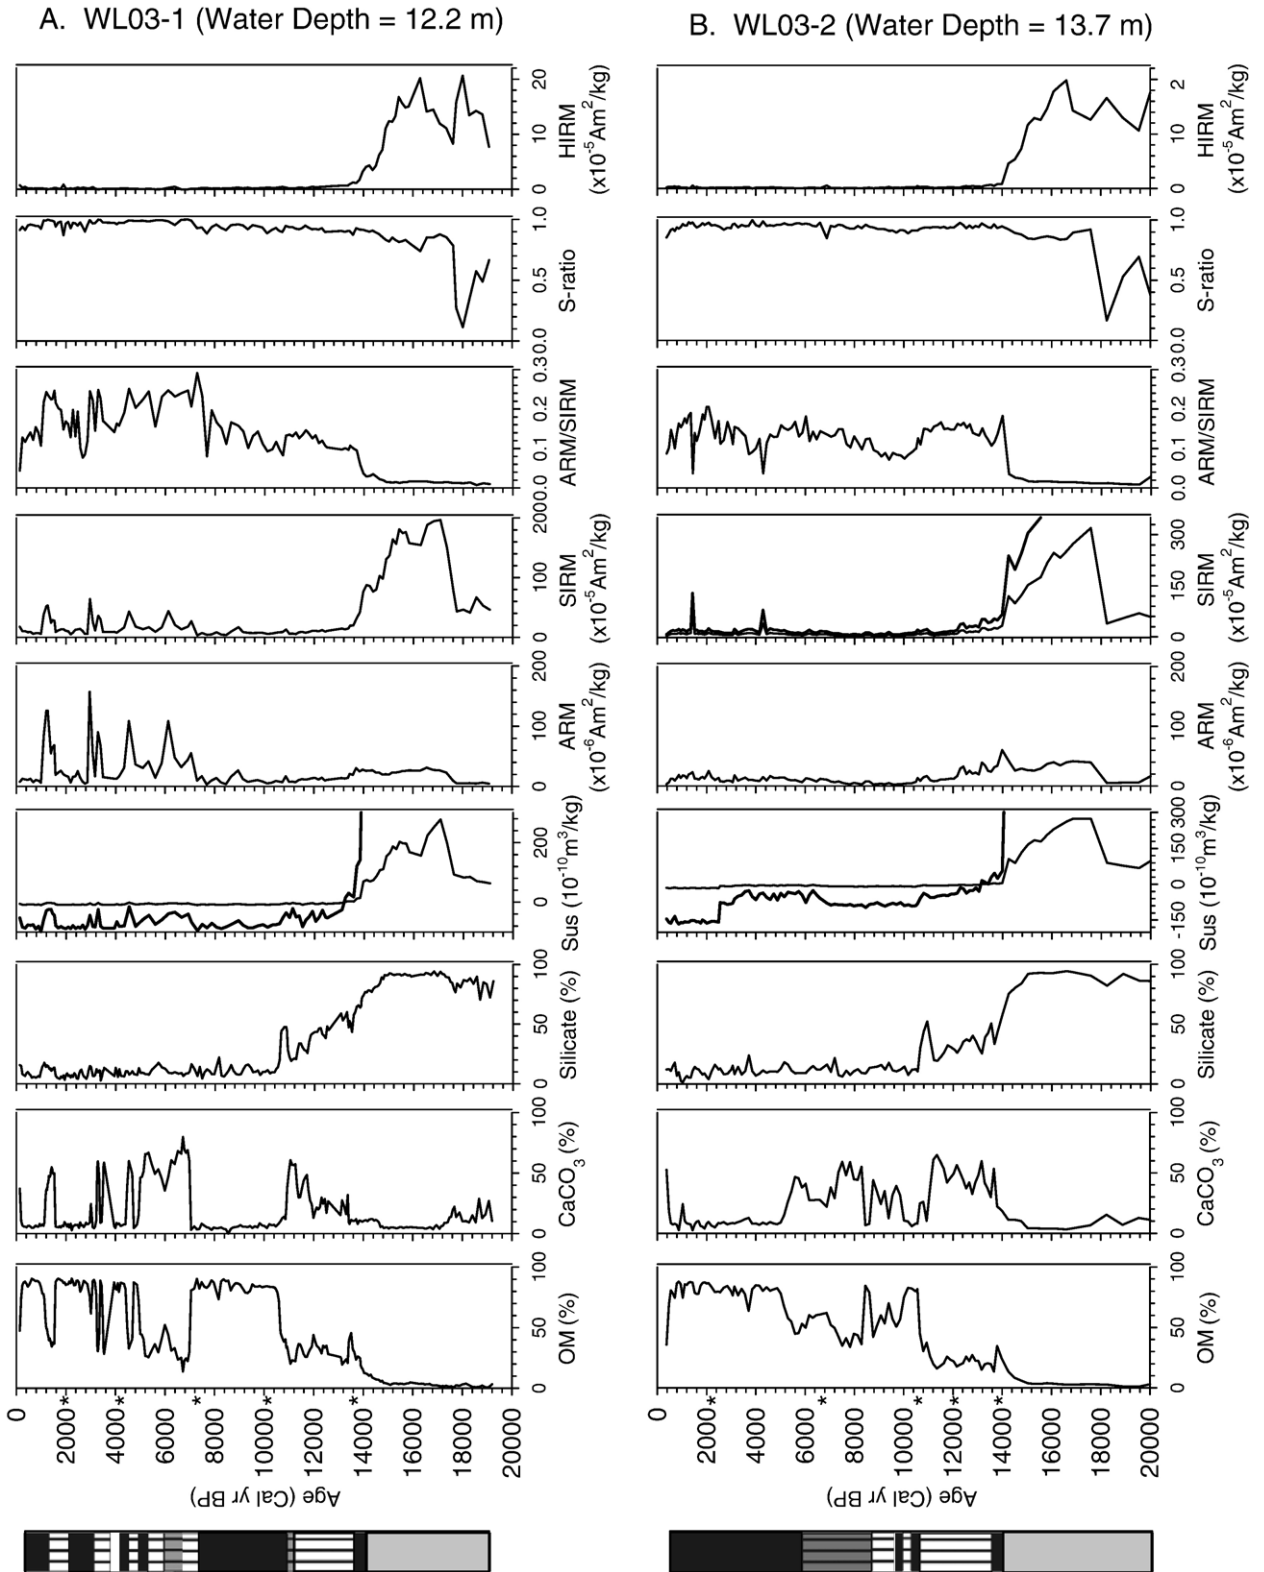 A. WL03-1 (Water Depth = 12.2 m)
0
10
20
HIRM
(x10-5Am2/kg)
0.0
0.5
1.0
S-ratio
0.0
0.1
0.2
0.3
ARM/SIRM
0
100
200
SIRM
(x10-5Am2/kg)
0
100
200
ARM
(x10-6Am2/kg)
0
200
Sus (10-10m3/kg)
0
50
100
Silicate (%)
0
50
100
CaCO3 (%)
0
50
100
OM (%)
0
2000*
4000*
6000
*
8000
10000*
12000
*
14000
16000
18000
20000
Age (Cal yr BP)
B. WL03-2 (Water Depth = 13.7 m)
0
10
2
HIRM
(x10-5Am2/kg)
0.0
0.5
1.0
S-ratio
0.0
0.1
0.2
0.3
ARM/SIRM
0
150
300
SIRM
(x10-5Am2/kg)
0
100
200
ARM
(x10-6Am2/kg)
-150
0
150
300
Sus (10-10m3/kg)
0
50
100
Silicate (%)
0
50
100
CaCO3 (%)
0
50
100
OM (%)
0
2000*
4000
6000
*
8000
10000
*
12000*
14000*
16000
18000
20000
Age (Cal yr BP)